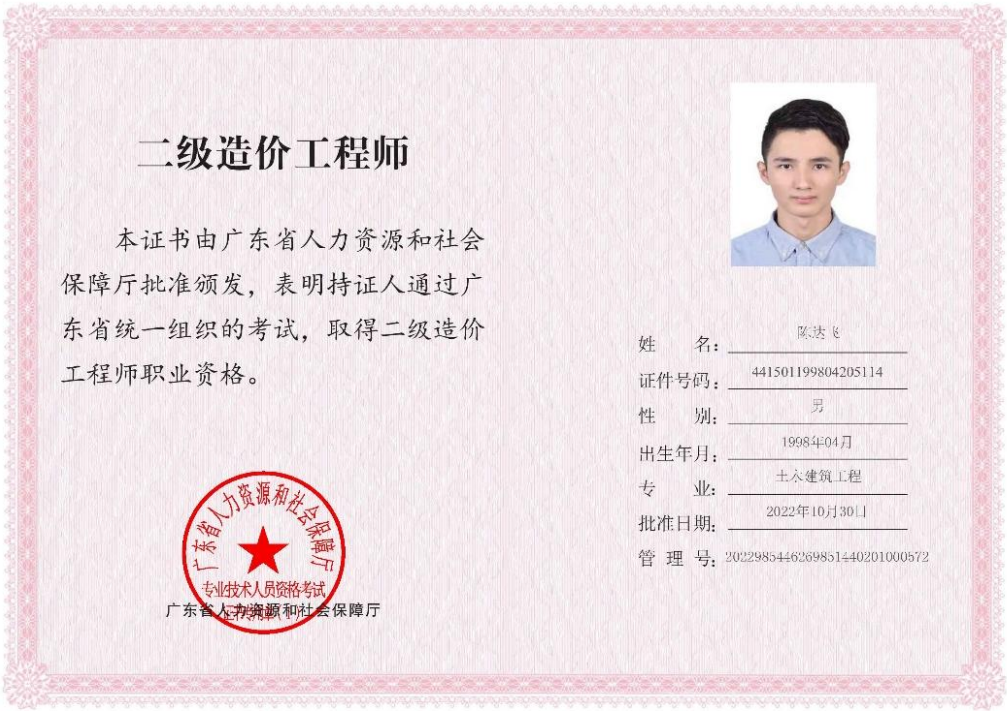 二级造价工程师
本证书由广东省人力资源和社会
保障厅批准颁发，表明持证人通过广
东省统一组织的考试，取得二级造价
工程师职业资格。
广东省人力资源和社会保障厅
专业技术人员资格考试
广东省人力资源和社会保障厅
姓 名：陈达飞
证件号码：441501199804205114
性 别：男
出生年月：1998年04月
专 业：土木建筑工程
批准日期：2022年10月30日
管 理 号：20229854462698514402010005​72